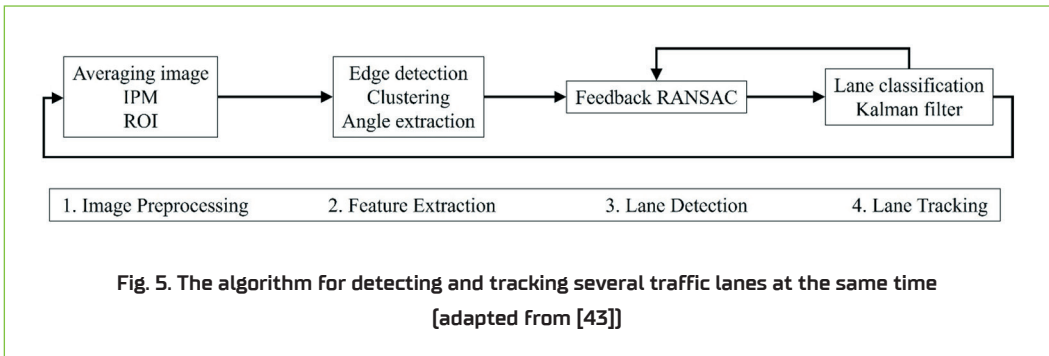 Averaging image
IPM
ROI
Edge detection
Clustering
Angle extraction
Feedback RANSAC
Lane classification
Kalman filter
1. Image Preprocessing
2. Feature Extraction
3. Lane Detection
4. Lane Tracking
Fig. 5. The algorithm for detecting and tracking several traffic lanes at the same time
(adapted from [43])